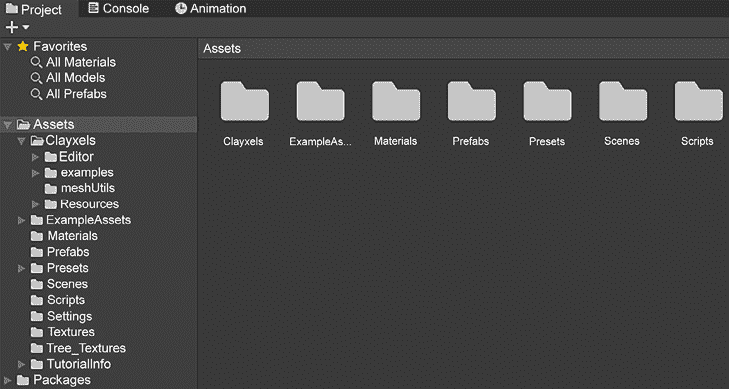 Project Console Animation
Favorites
All Materials
All Models
All Prefabs
Assets
Clayxels
Editor
examples
meshUtils
Resources
ExampleAssets
Materials
Prefabs
Presets
Scenes
Scripts
Settings
Textures
Tree_Textures
TutorialInfo
Packages
Assets
Clayxels ExampleAs... Materials Prefabs Presets Scenes Scripts